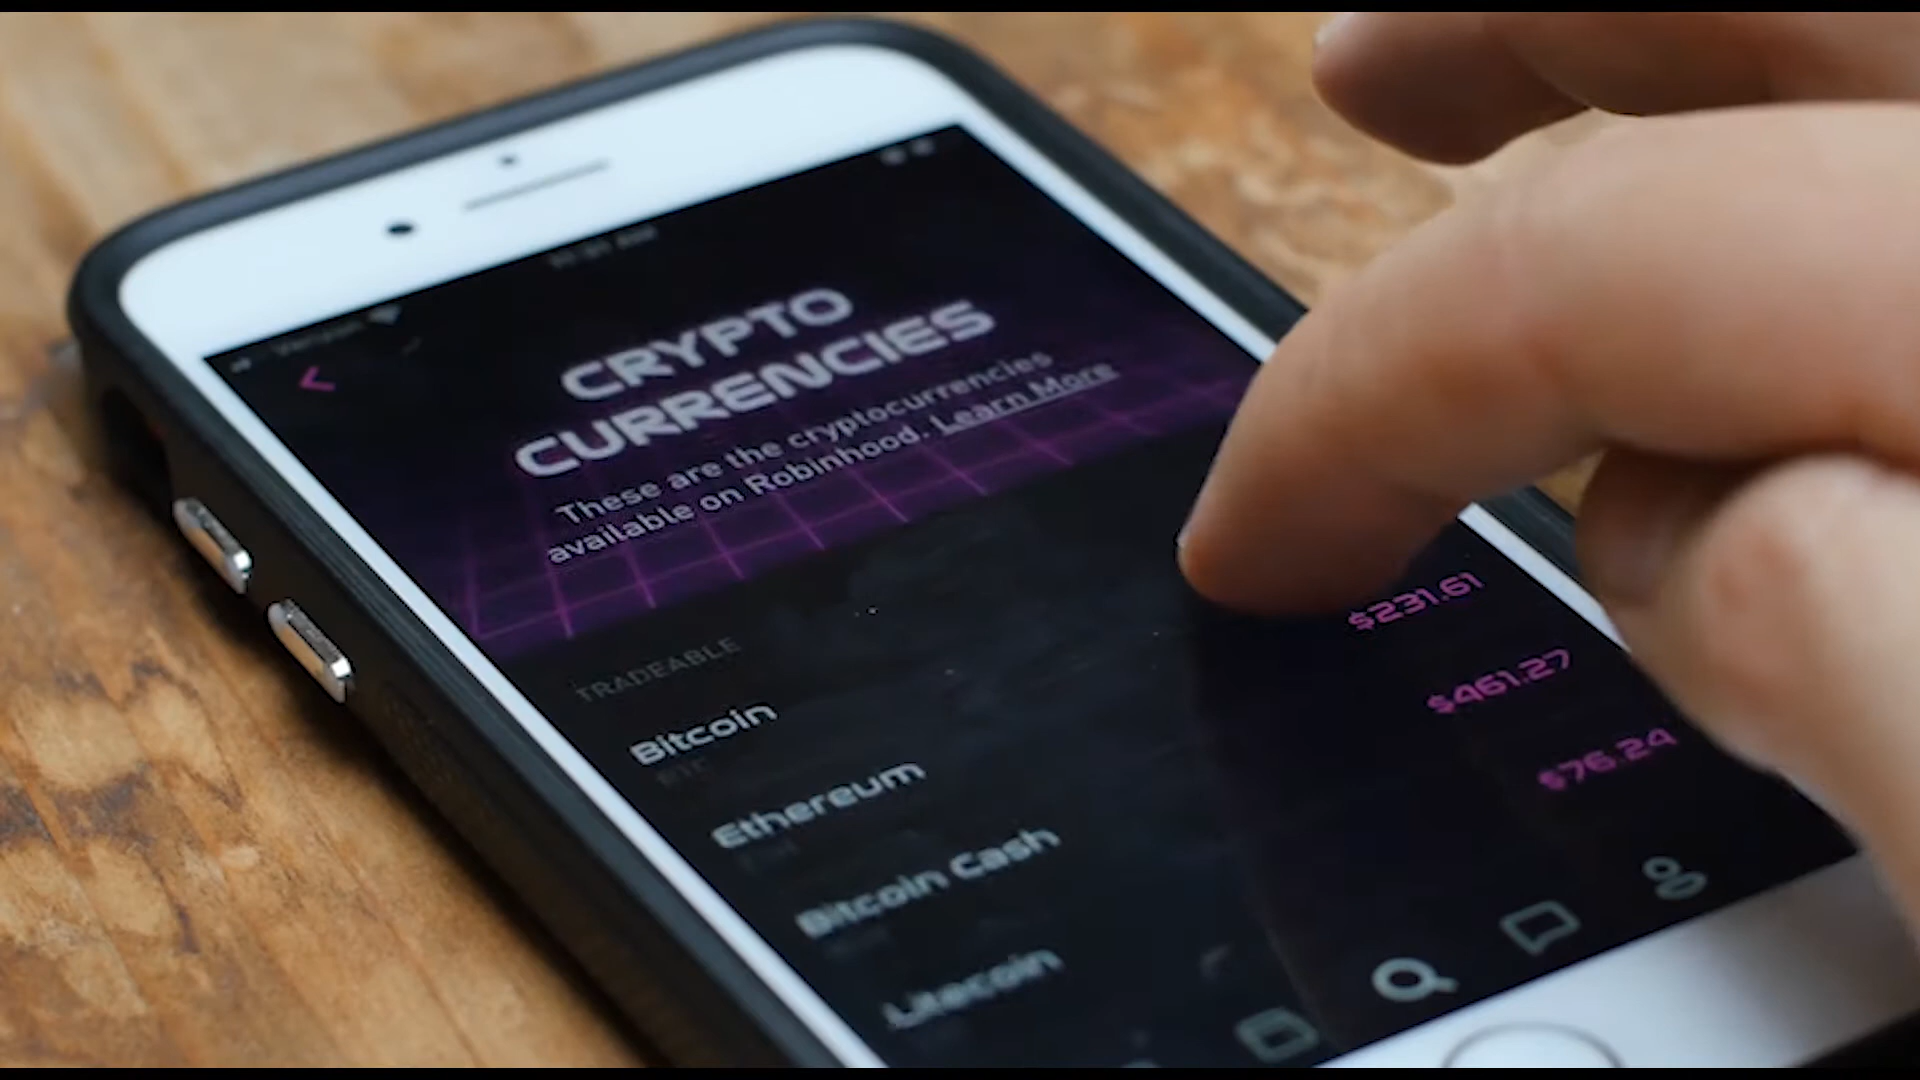 CRYPTO
CURRENCIES
These are the cryptocurrencies
available on Robinhood. Learn More
TRADEABLE
Bitcoin
BTC
$231.61
Ethereum
$461.27
Bitcoin Cash
$76.24
Litecoin